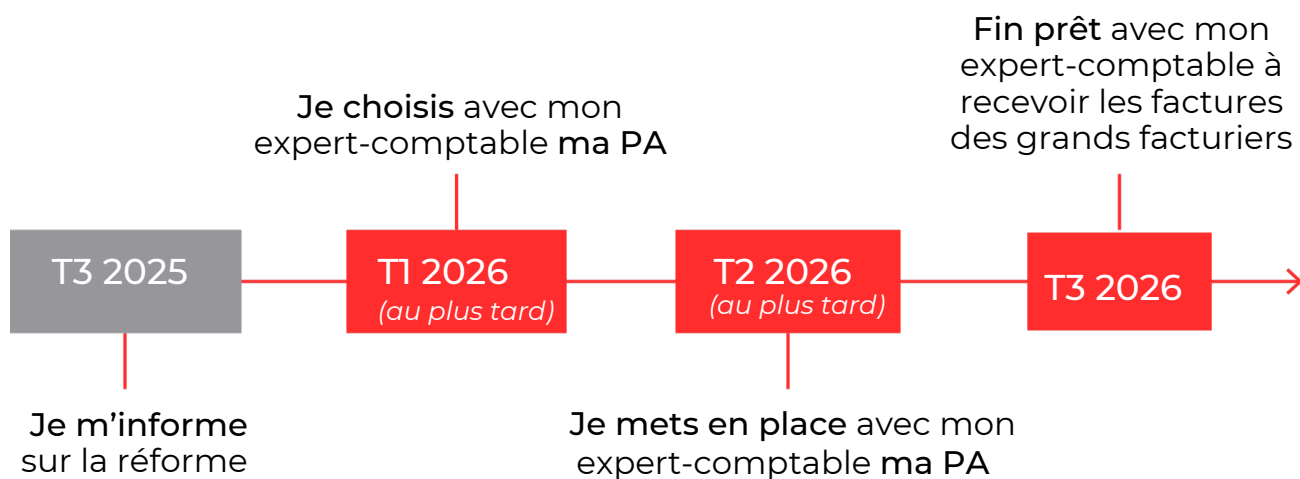 Fin prêt avec mon
expert-comptable à
recevoir les factures
des grands facturiers
Je choisis avec mon
expert-comptable ma PA
T3 2025
T1 2026
(au plus tard)
T2 2026
(au plus tard)
T3 2026
Je m'informe
sur la réforme
Je mets en place avec mon
expert-comptable ma PA